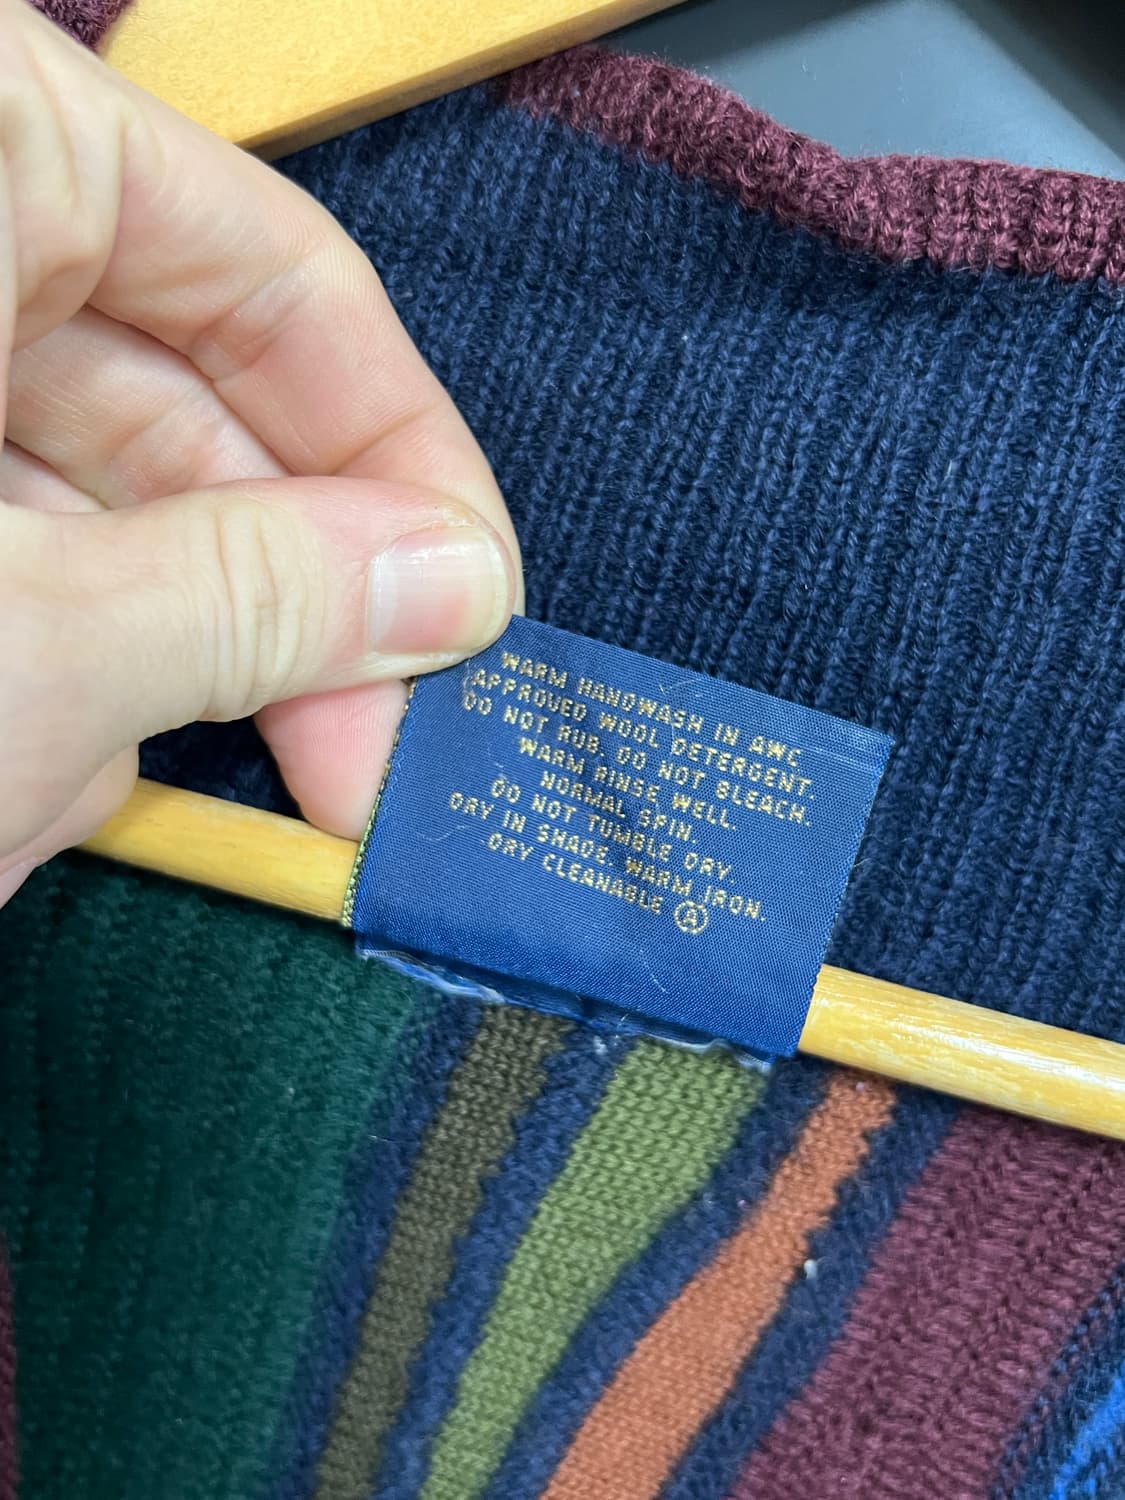 WARM HANDWASH IN AWC
APPROVED WOOL DETERGENT.
DO NOT RUB. DO NOT BLEACH.
WARM RINSE WELL.
NORMAL SPIN.
DO NOT TUMBLE DRY.
DRY IN SHADE. WARM IRON.
DRY CLEANABLE Ⓐ